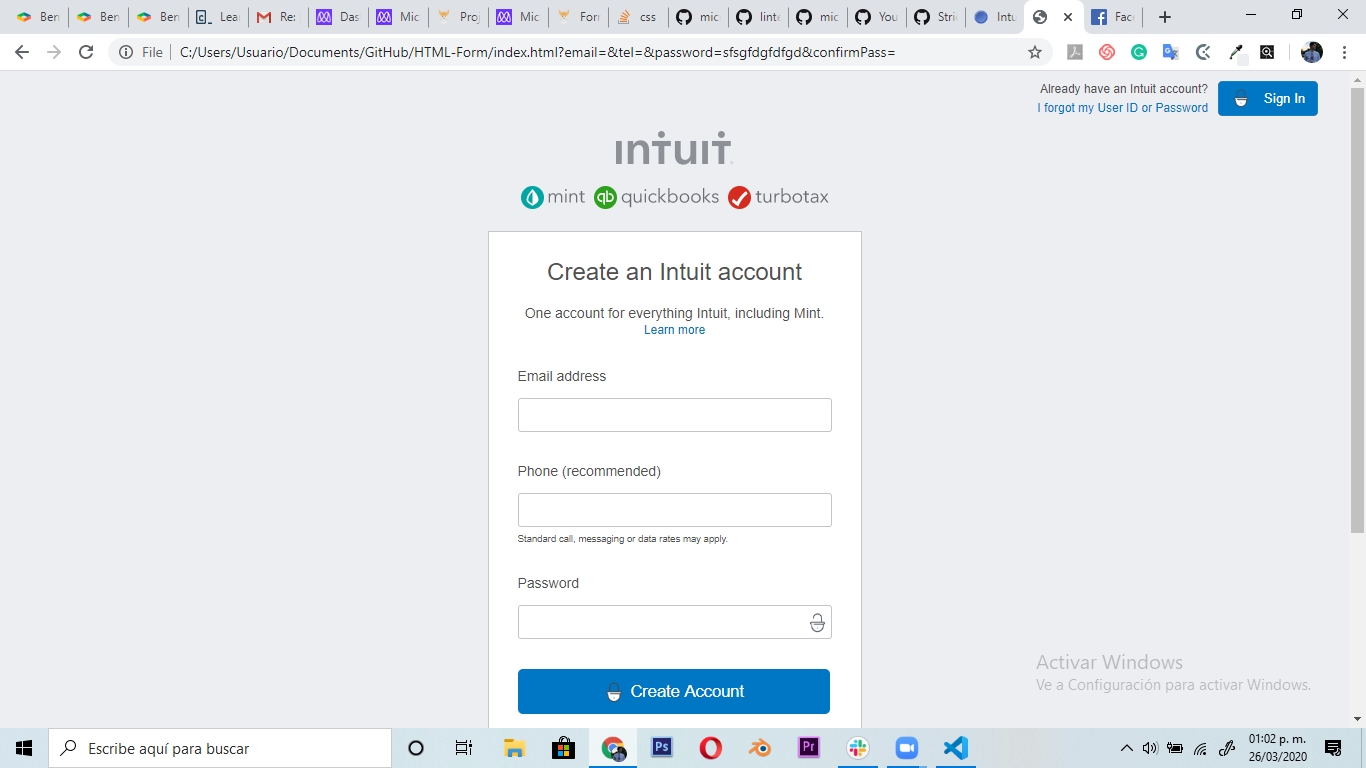 Ben
Ben
Ben
Lea
Re:
Das
Mic
Proj
Mic
Forr
css
mic
linte
mic
You
Stri
Intu
Fac
File
C:/Users/Usuario/Documents/GitHub/HTML-Form/index.html?email=&tel=&password=sfsgfdgfdfgd&confirmPass=
Already have an Intuit account?
I forgot my User ID or Password
Sign In
intuit
mint quickbooks turbotax
Create an Intuit account
One account for everything Intuit, including Mint.
Learn more
Email address
Phone (recommended)
Standard call, messaging or data rates may apply.
Password
Create Account
Activar Windows
Ve a Configuración para activar Windows.
Escribe aquí para buscar
Ps
Pr
01:02 p. m.
26/03/2020